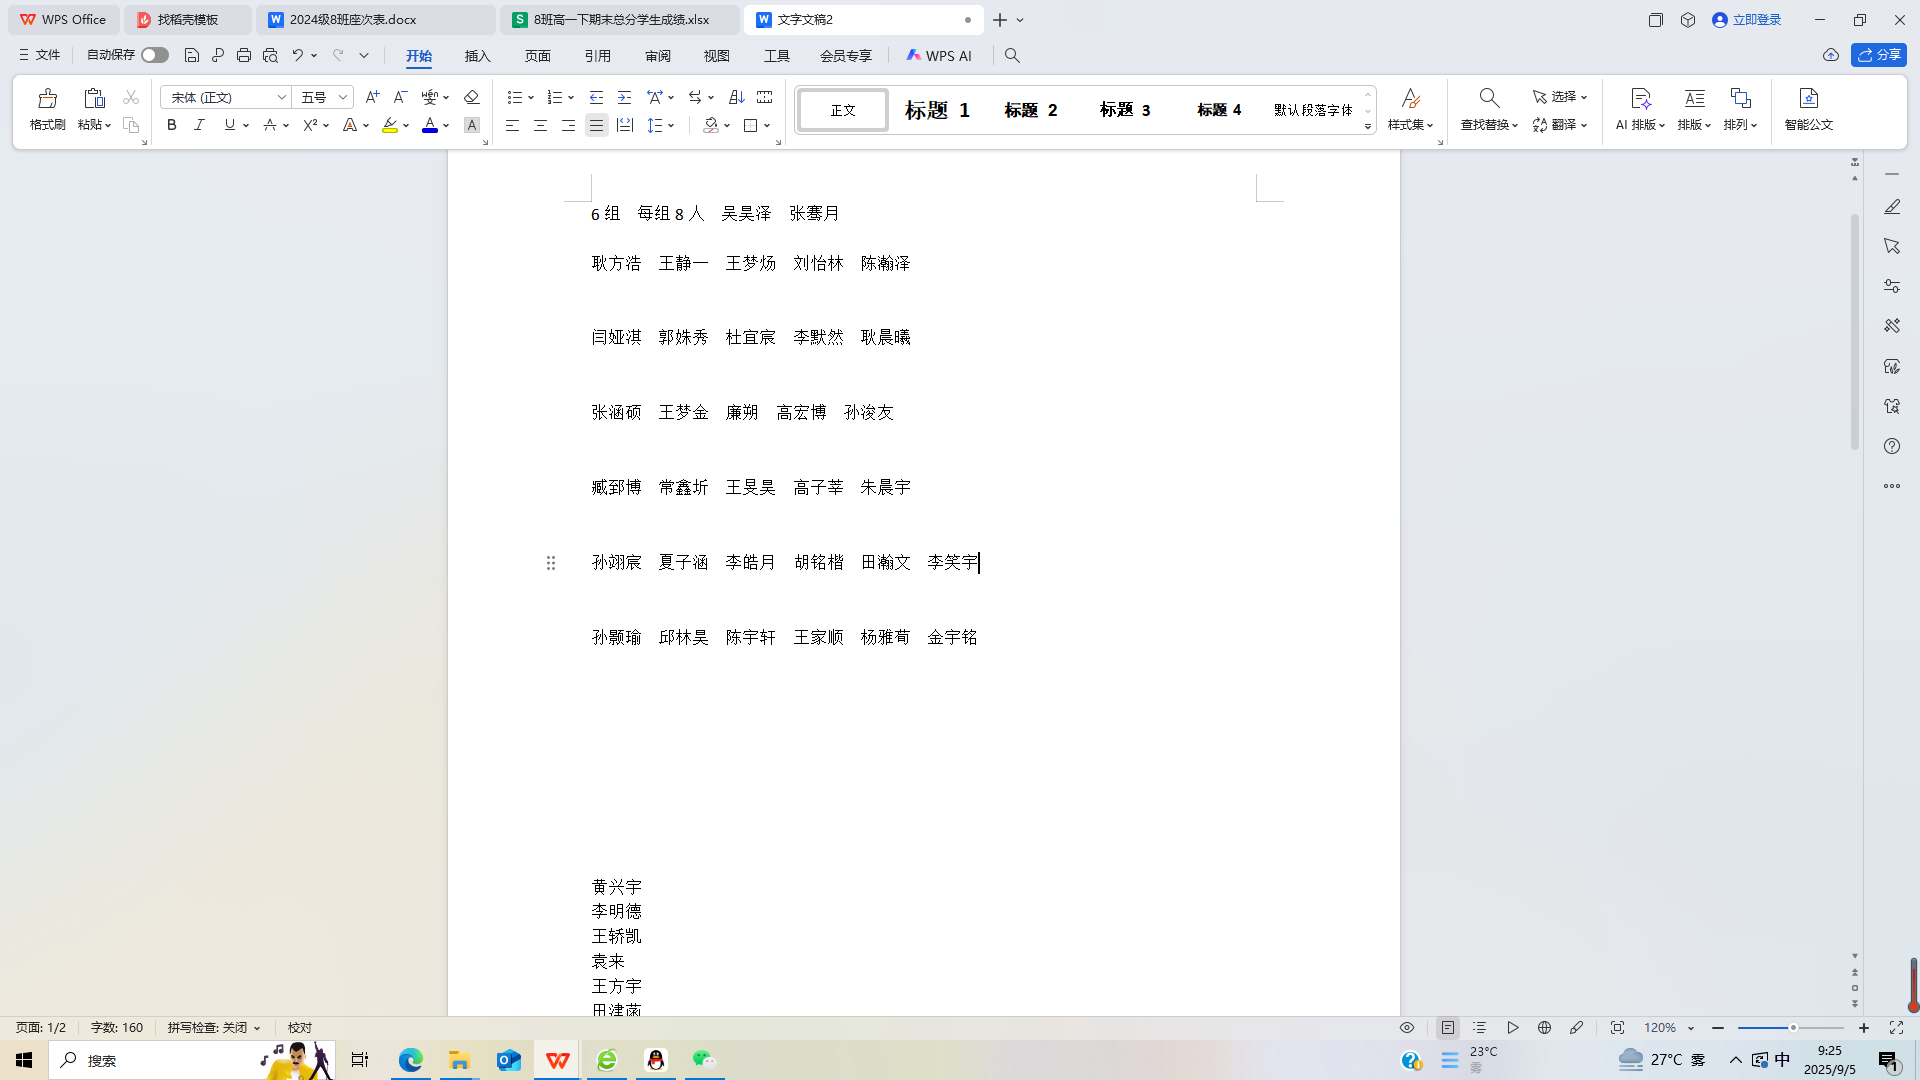 WPS Office 找稻壳模板 2024级8班座次表.docx 8班高一下期末总分学生成绩.xlsx 文字文稿2 立即登录
文件 自动保存 开始 插入 页面 引用 审阅 视图 工具 会员专享 WPS AI 分享
宋体 (正文) 五号
格式刷 粘贴 正文 标题 1 标题 2 标题 3 标题 4 默认段落字体 样式集 查找替换 选择 翻译 AI 排版 排版 排列 智能公文
6 组 每组 8 人 吴昊泽 张骞月
耿方浩 王静一 王梦炀 刘怡林 陈瀚泽
闫娅淇 郭姝秀 杜宜宸 李默然 耿晨曦
张涵硕 王梦金 廉朔 高宏博 孙浚友
臧郅博 常鑫圻 王旻昊 高子莘 朱晨宇
孙翊宸 夏子涵 李皓月 胡铭楷 田瀚文 李笑宇
孙颢瑜 邱林昊 陈宇轩 王家顺 杨雅萄 金宇铭
黄兴宇
李明德
王轿凯
袁来
王方宇
田津菡
页面: 1/2 字数: 160 拼写检查: 关闭 校对 120%
搜索 23°C 雾 27°C 雾 中 9:25 2025/9/5 1